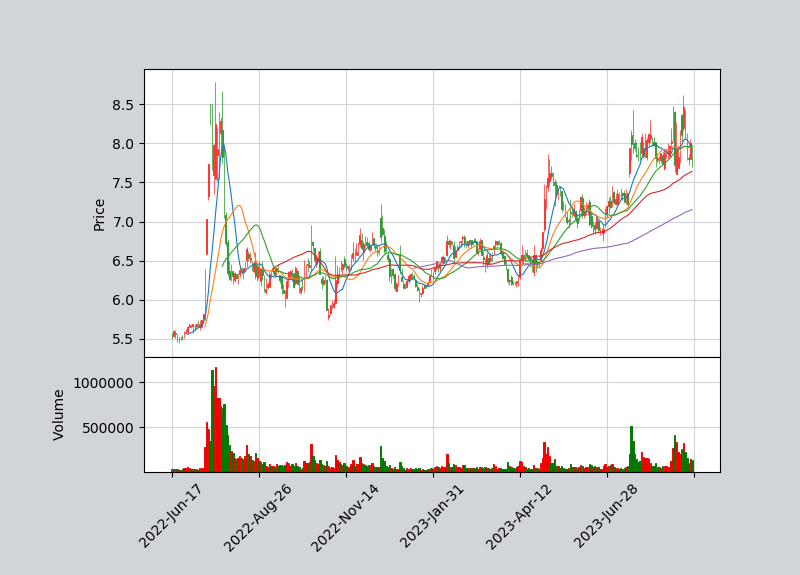 Price
8.5
8.0
7.5
7.0
6.5
6.0
5.5
Volume
1000000
500000
2022-Jun-17
2022-Aug-26
2022-Nov-14
2023-Jan-31
2023-Apr-12
2023-Jun-28